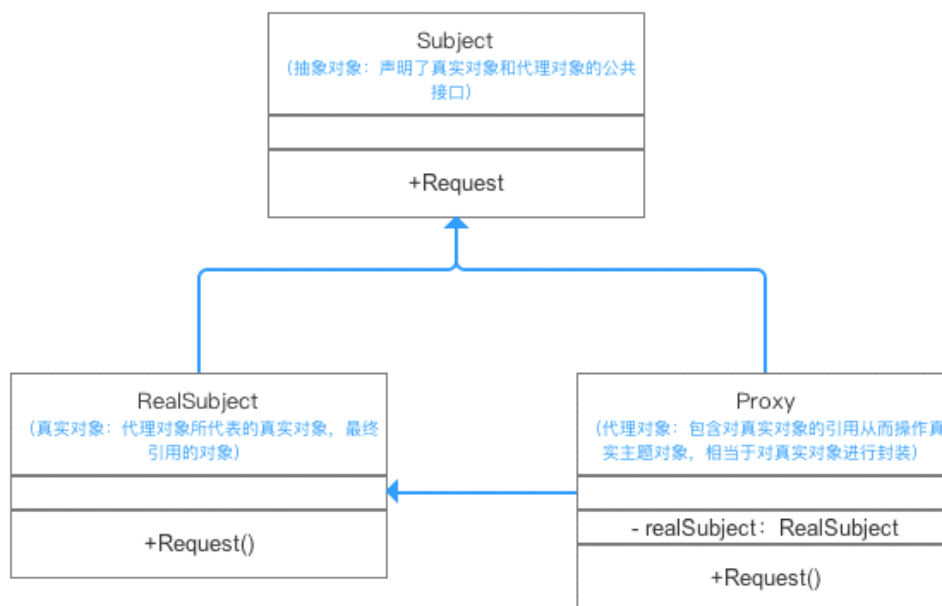 Subject
(抽象对象：声明了真实对象和代理对象的公共
接口)
+Request
RealSubject
(真实对象：代理对象所代表的真实对象，最终
引用的对象)
+Request()
Proxy
(代理对象：包含对真实对象的引用从而操作真
实主题对象，相当于对真实对象进行封装)
- realSubject：RealSubject
+Request()